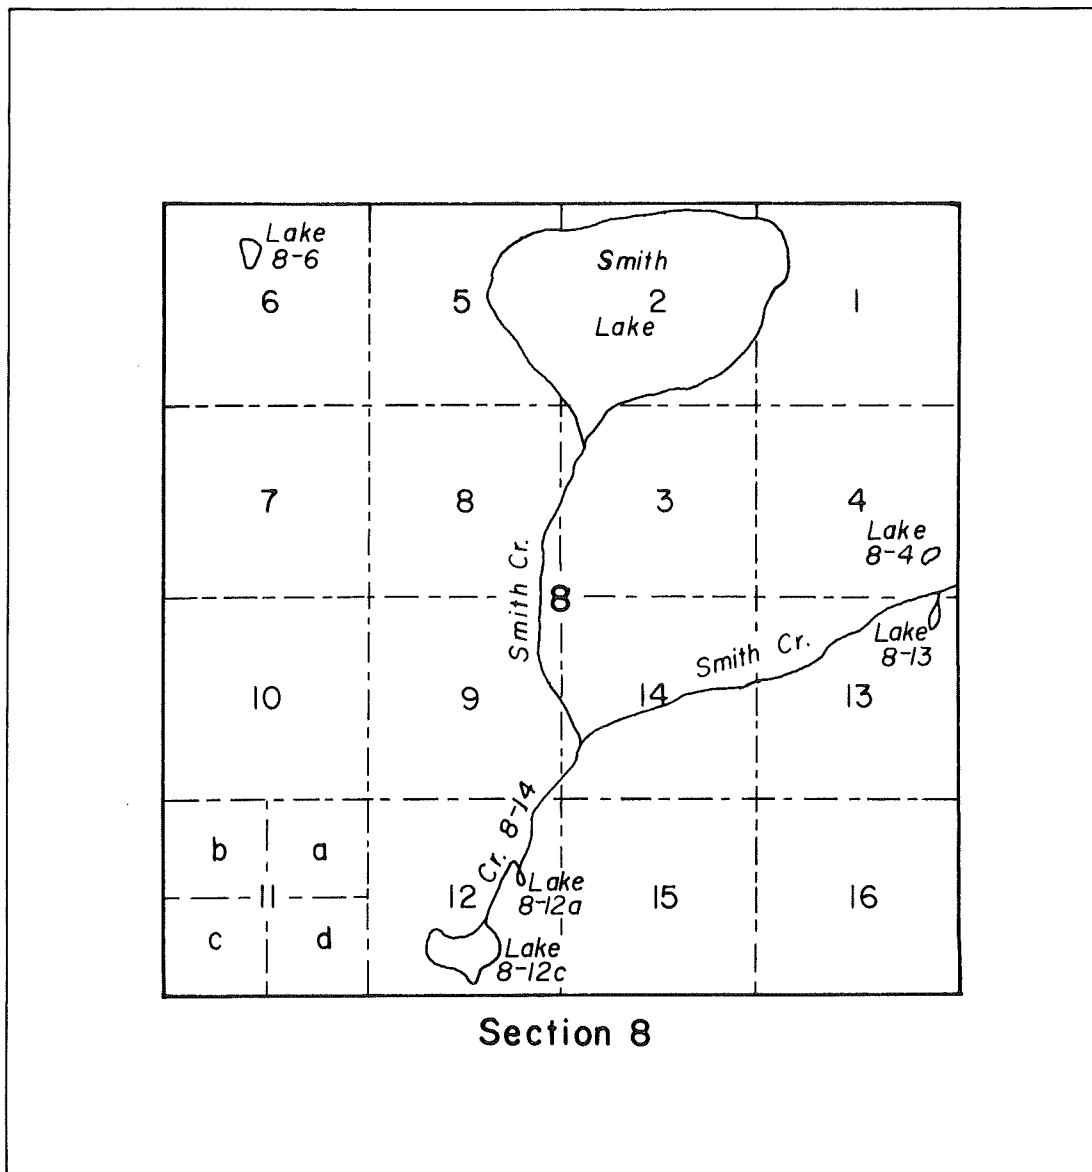 Lake
8-6
6
5
Smith
2
Lake
1
7
8
3
4
Lake
8-4
Smith Cr.
8
Lake
8-13
Smith Cr.
10
9
14
13
b
a
11
c
d
Cr. 8-14
12
Lake
8-12a
15
16
Lake
8-12c
Section 8